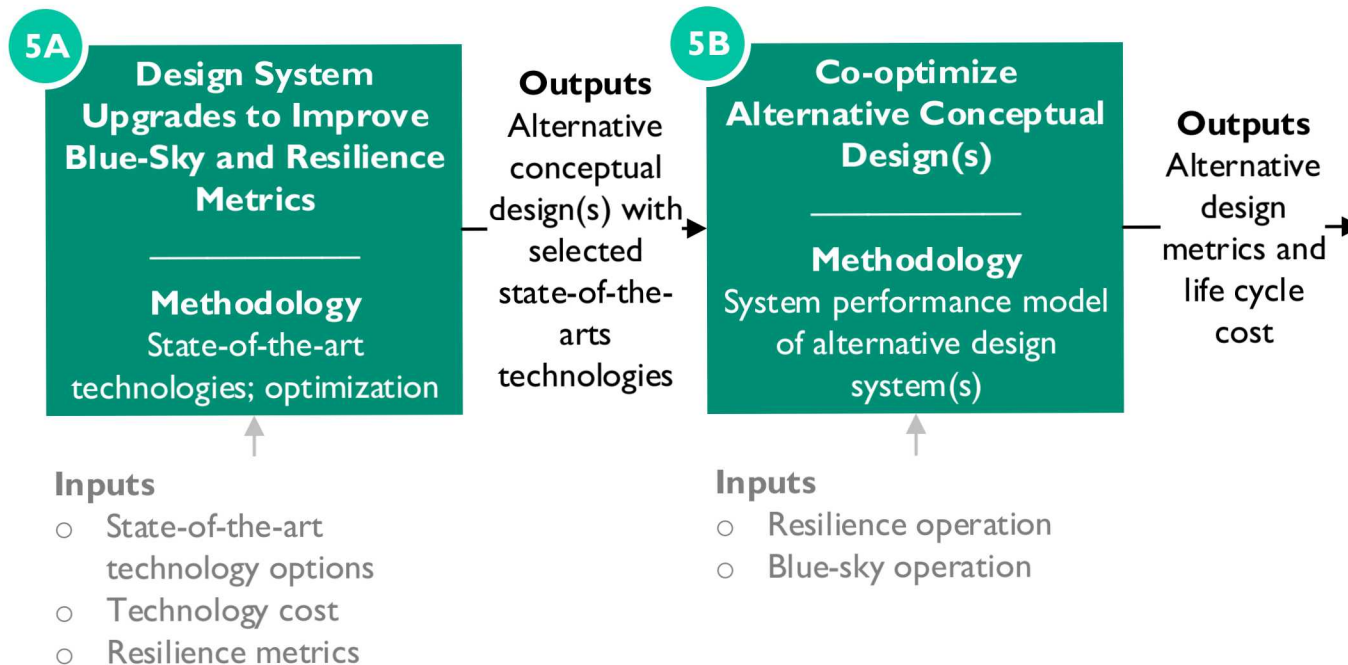 5A
Design System
Upgrades to Improve
Blue-Sky and Resilience
Metrics
Methodology
State-of-the-art
technologies; optimization
Inputs
State-of-the-art
technology options
Technology cost
Resilience metrics
Outputs
Alternative
conceptual
design(s) with
selected
state-of-the-
arts
technologies
5B
Co-optimize
Alternative Conceptual
Design(s)
Methodology
System performance model
of alternative design
system(s)
Inputs
Resilience operation
Blue-sky operation
Outputs
Alternative
design
metrics and
life cycle
cost